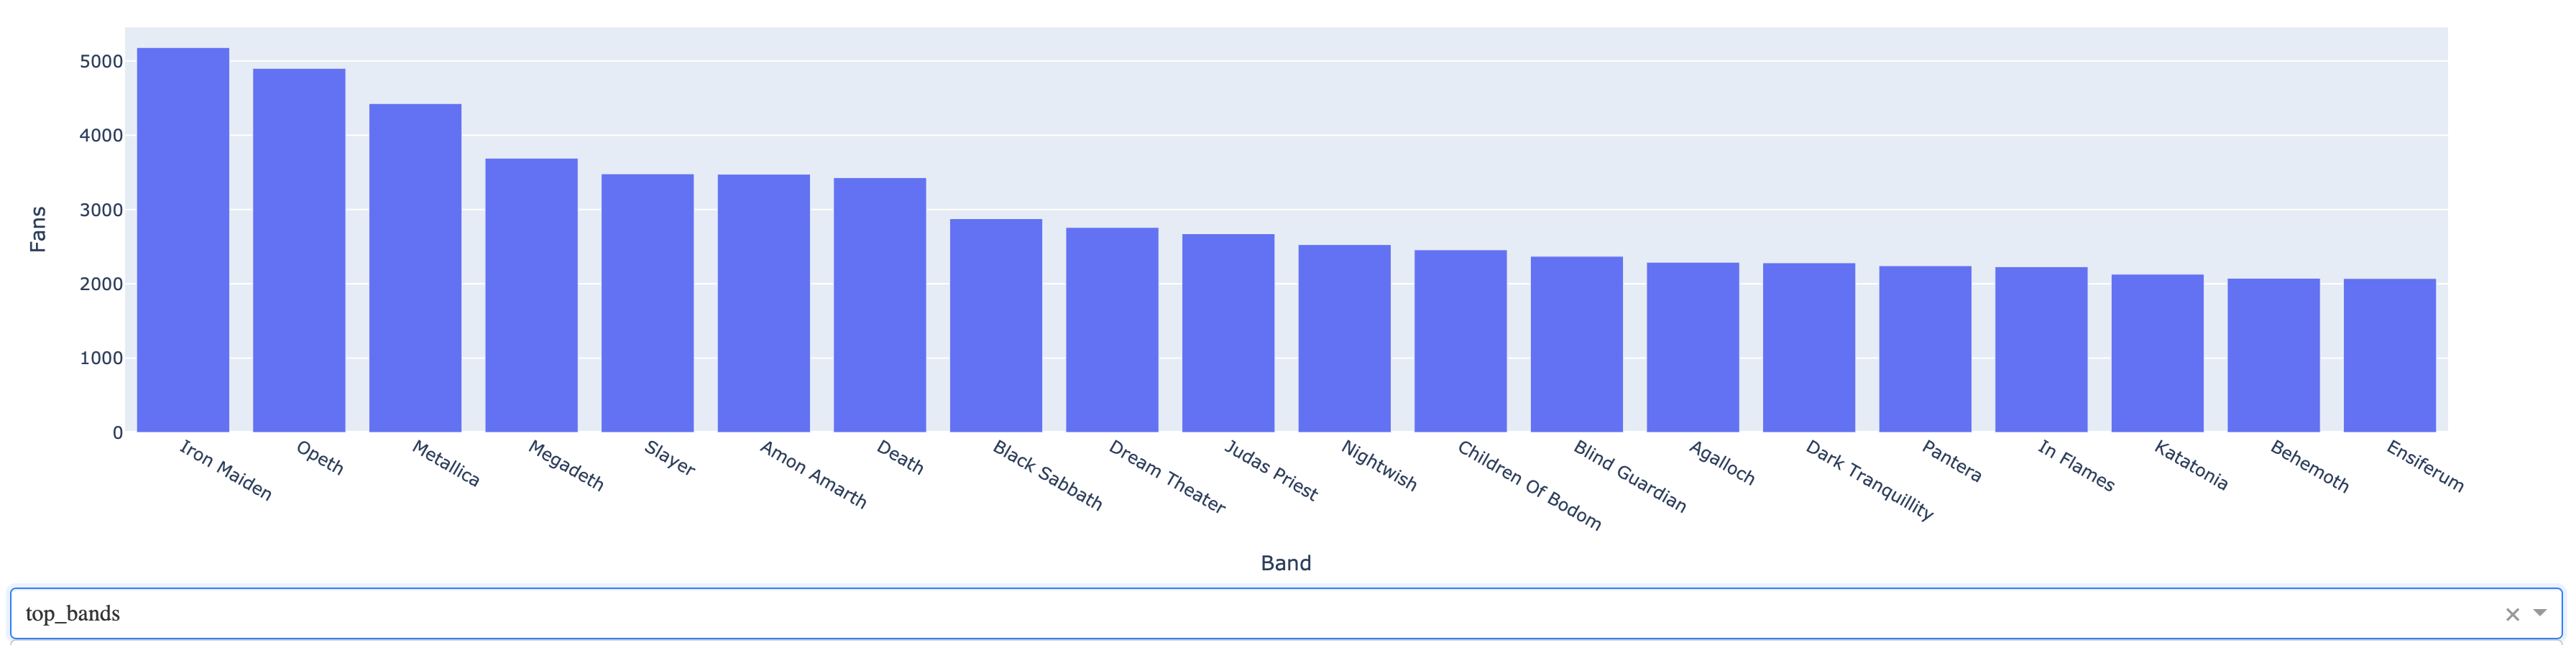 5000
4000
3000
2000
1000
0
Fans
Iron Maiden
Opeth
Metallica
Megadeth
Slayer
Amon Amarth
Death
Black Sabbath
Dream Theater
Judas Priest
Nightwish
Children Of Bodom
Blind Guardian
Agalloch
Dark Tranquillity
Pantera
In Flames
Katatonia
Behemoth
Ensiferum
Band
top_bands